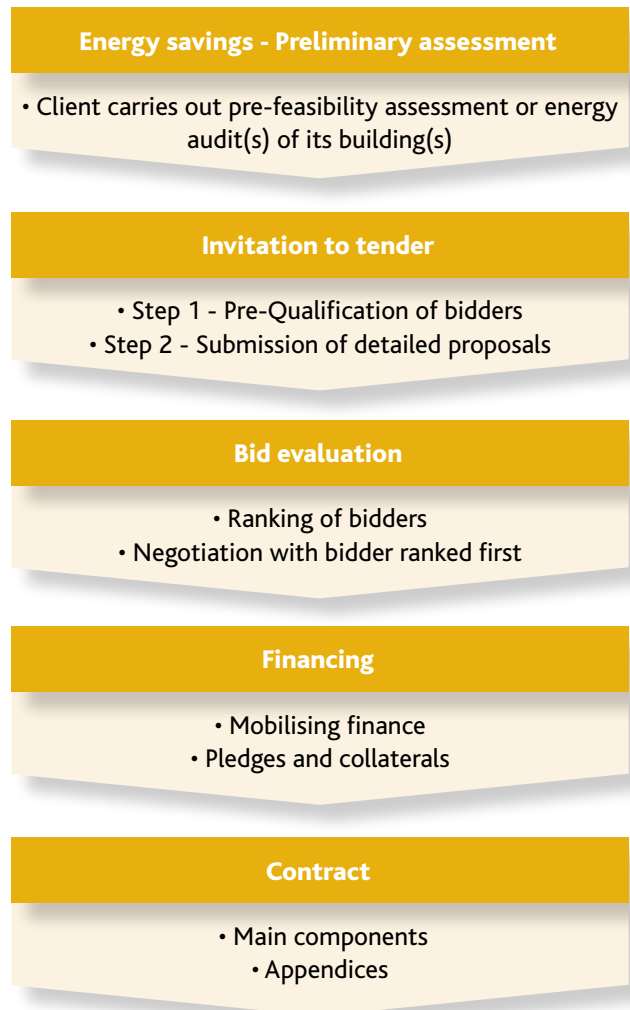 Energy savings - Preliminary assessment
• Client carries out pre-feasibility assessment or energy
audit(s) of its building(s)
Invitation to tender
• Step 1 - Pre-Qualification of bidders
• Step 2 - Submission of detailed proposals
Bid evaluation
• Ranking of bidders
• Negotiation with bidder ranked first
Financing
• Mobilising finance
• Pledges and collaterals
Contract
• Main components
• Appendices